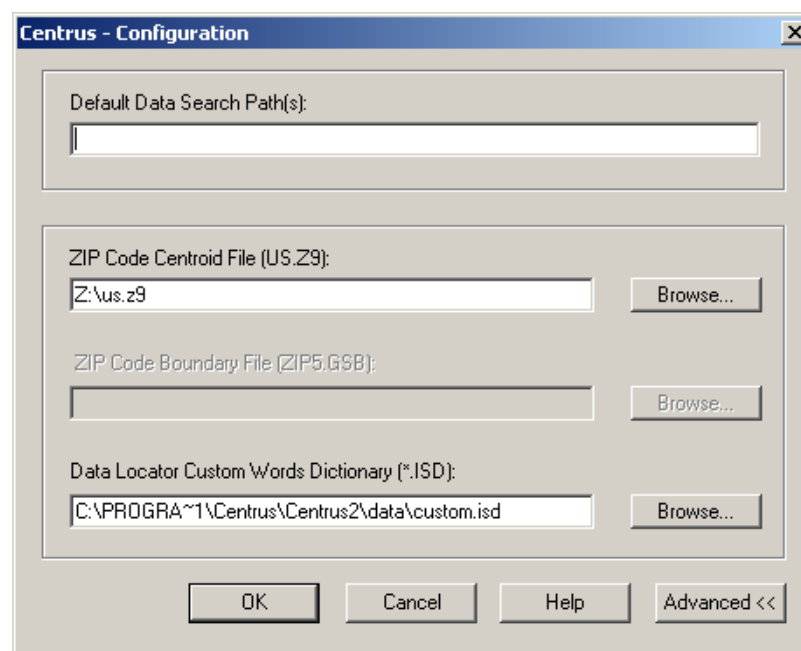 Centrus - Configuration
Default Data Search Path(s):
ZIP Code Centroid File (US.Z9):
Z:\us.z9
Browse...
ZIP Code Boundary File (ZIP5.GSB):
Browse...
Data Locator Custom Words Dictionary (*.ISD):
C:\PROGRA~1\Centrus\Centrus2\data\custom.isd
Browse...
OK
Cancel
Help
Advanced <<